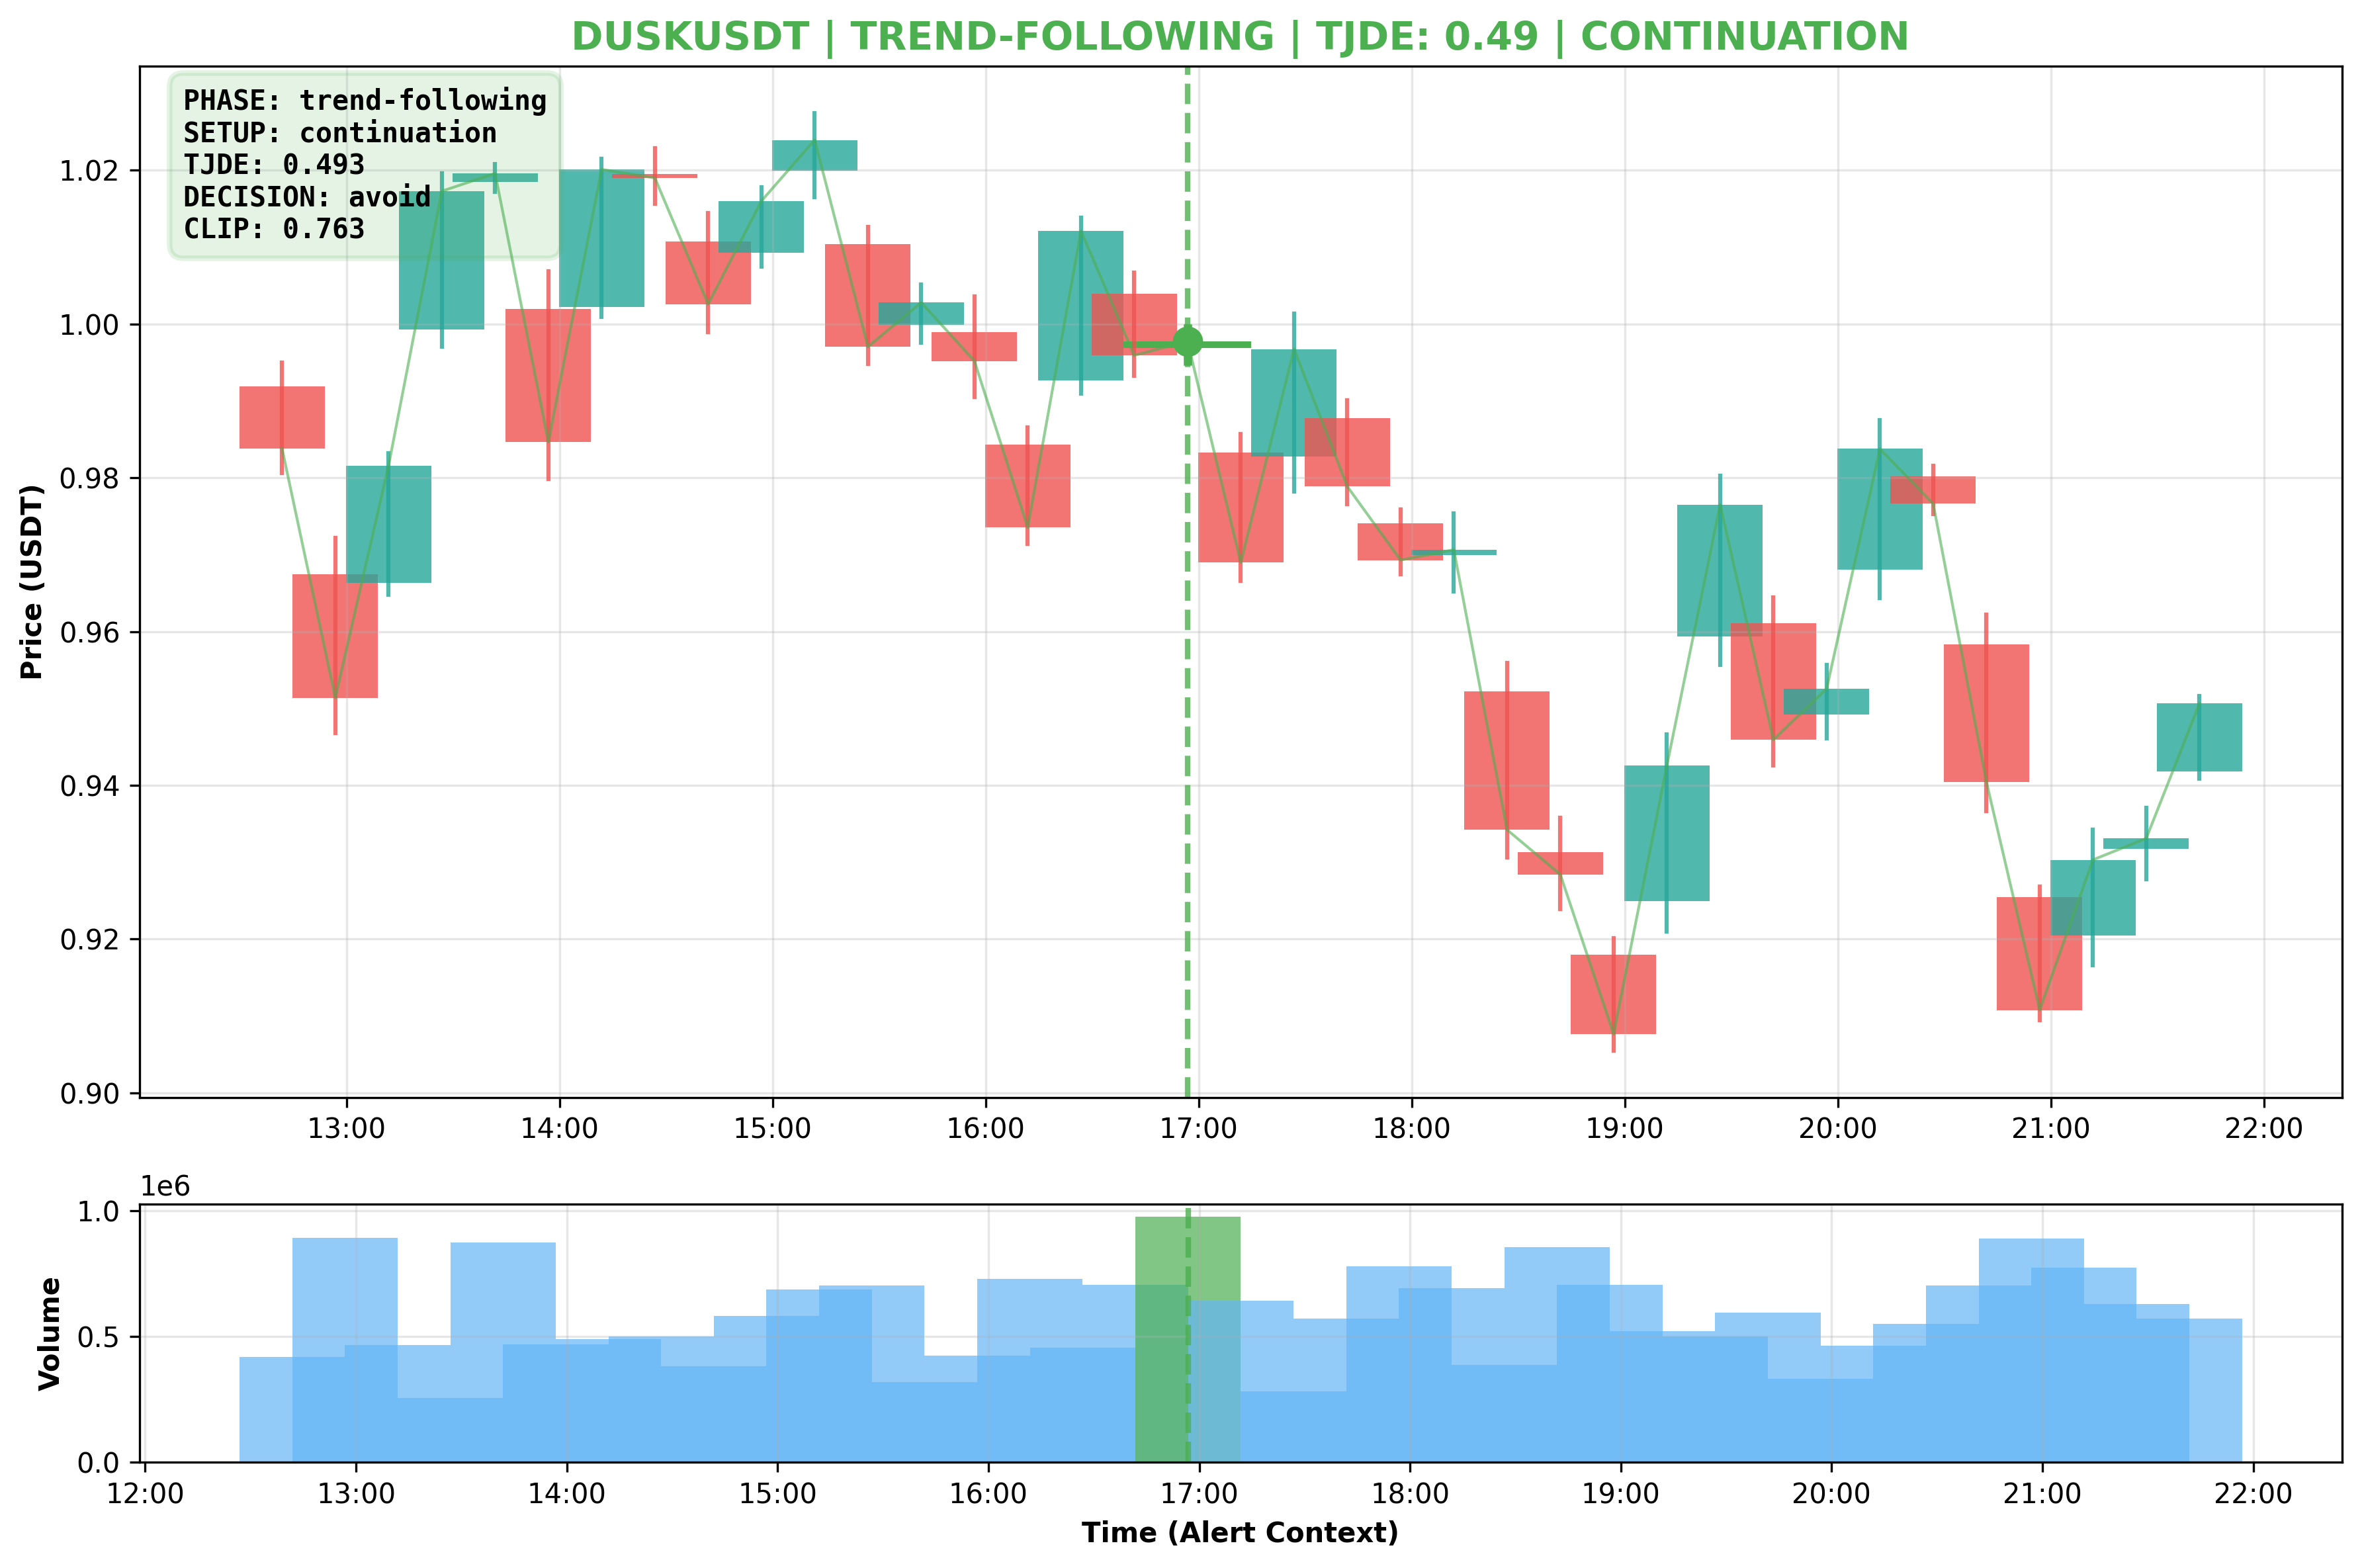 DUSKUSDT | TREND-FOLLOWING | TJDE: 0.49 | CONTINUATION
PHASE: trend-following
SETUP: continuation
TJDE: 0.493
DECISION: avoid
CLIP: 0.763
Price (USDT)
1.02
1.00
0.98
0.96
0.94
0.92
0.90
13:00 14:00 15:00 16:00 17:00 18:00 19:00 20:00 21:00 22:00
1e6
Volume
1.0
0.5
0.0
12:00 13:00 14:00 15:00 16:00 17:00 18:00 19:00 20:00 21:00 22:00
Time (Alert Context)